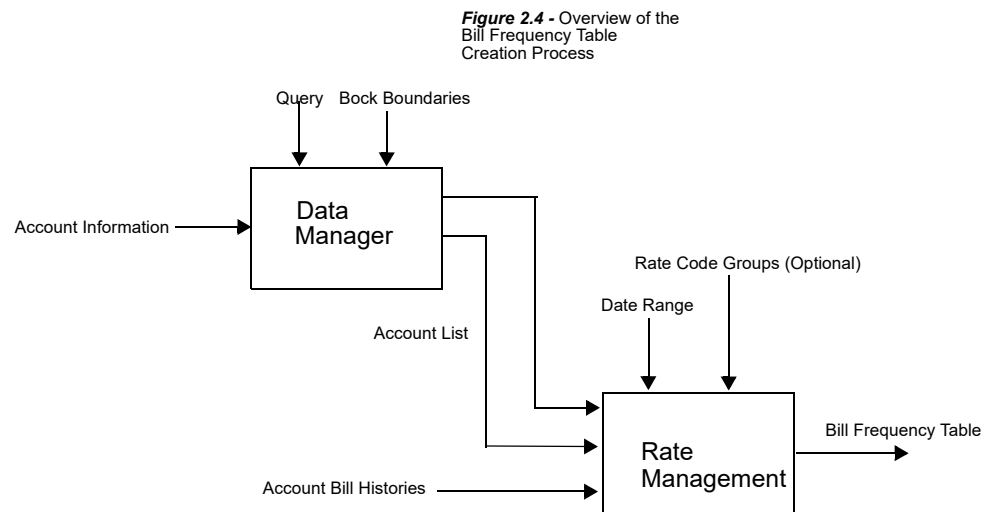 Figure 2.4 - Overview of the
Bill Frequency Table
Creation Process
Query
Bock Boundaries
Data
Manager
Account Information
Rate Code Groups (Optional)
Date Range
Account List
Bill Frequency Table
Rate
Management
Account Bill Histories